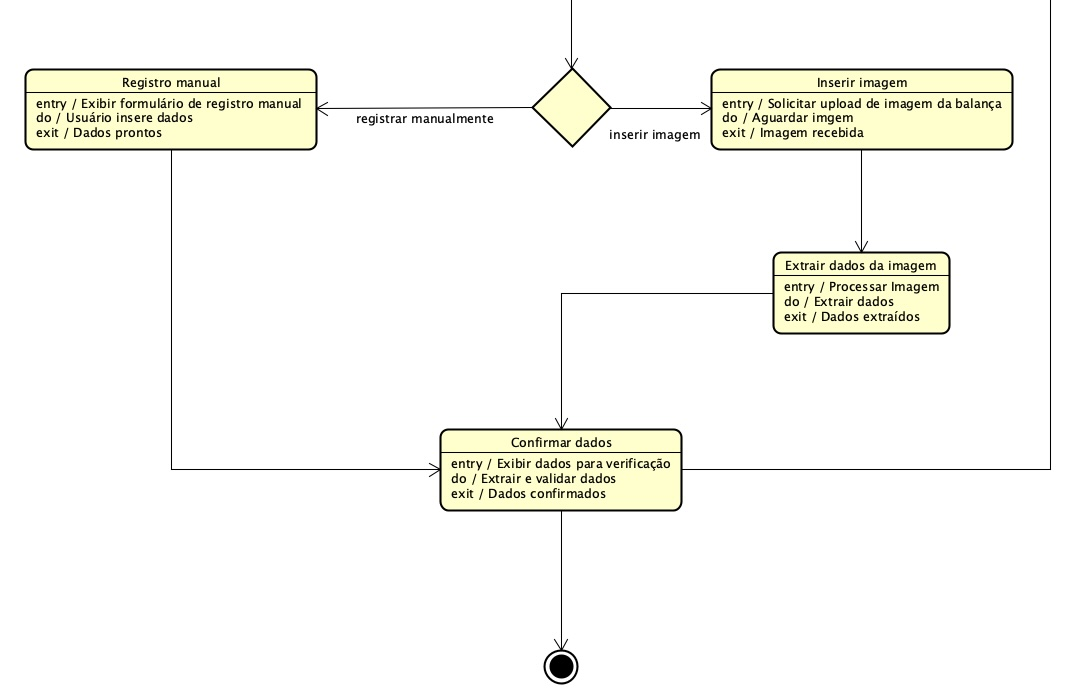 Registro manual
entry / Exibir formulário de registro manual
do / Usuário insere dados
exit / Dados prontos
registrar manualmente
inserir imagem
Inserir imagem
entry / Solicitar upload de imagem da balança
do / Aguardar imgem
exit / Imagem recebida
Extrair dados da imagem
entry / Processar Imagem
do / Extrair dados
exit / Dados extraídos
Confirmar dados
entry / Exibir dados para verificação
do / Extrair e validar dados
exit / Dados confirmados